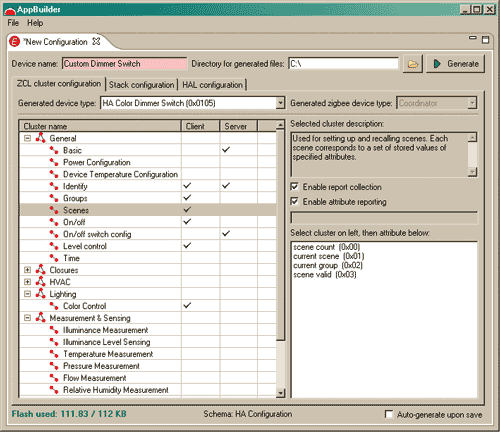 AppBuilder
File Help
*New Configuration
Device name: Custom Dimmer Switch Directory for generated files: C:\ Generate
ZCL cluster configuration Stack configuration HAL configuration
Generated device type: HA Color Dimmer Switch (0x0105) Generated zigbee device type: Coordinator
Cluster name Client Server
General
Basic
Power Configuration
Device Temperature Configuration
Identify
Groups
Scenes
On/off
On/off switch config
Level control
Time
Closures
HVAC
Lighting
Color Control
Measurement & Sensing
Illuminance Measurement
Illuminance Level Sensing
Temperature Measurement
Pressure Measurement
Flow Measurement
Relative Humidity Measurement
Selected cluster description:
Used for setting up and recalling scenes. Each
scene corresponds to a set of stored values of
specified attributes.
Enable report collection
Enable attribute reporting
Select cluster on left, then attribute below:
scene count (0x00)
current scene (0x01)
current group (0x02)
scene valid (0x03)
Flash used: 111.83 / 112 KB Schema: HA Configuration Auto-generate upon save